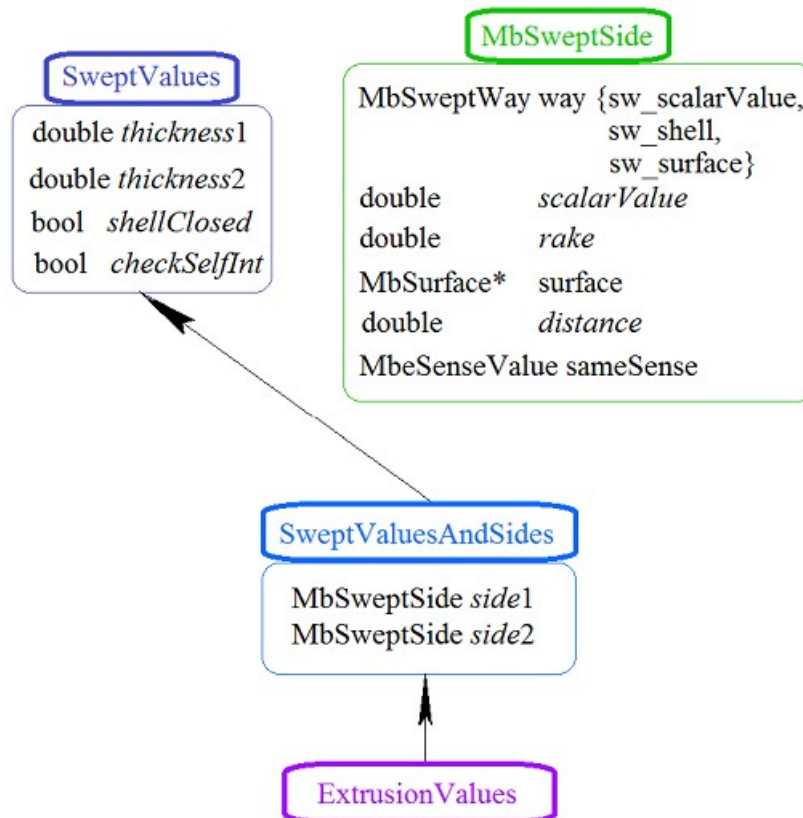 SweptValues
double thickness1
double thickness2
bool shellClosed
bool checkSelfInt
MbSweptSide
MbSweptWay way {sw_scalarValue,
sw_shell,
sw_surface}
double scalarValue
double rake
MbSurface* surface
double distance
MbeSenseValue sameSense
SweptValuesAndSides
MbSweptSide side1
MbSweptSide side2
ExtrusionValues